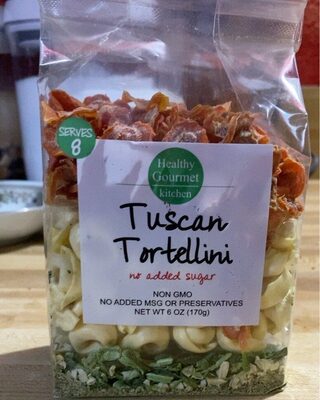 SERVES
8
Healthy
Gourmet
kitchen
Tuscan
Tortellini
no added sugar
NON GMO
NO ADDED MSG OR PRESERVATIVES
NET WT 6 OZ (170g)